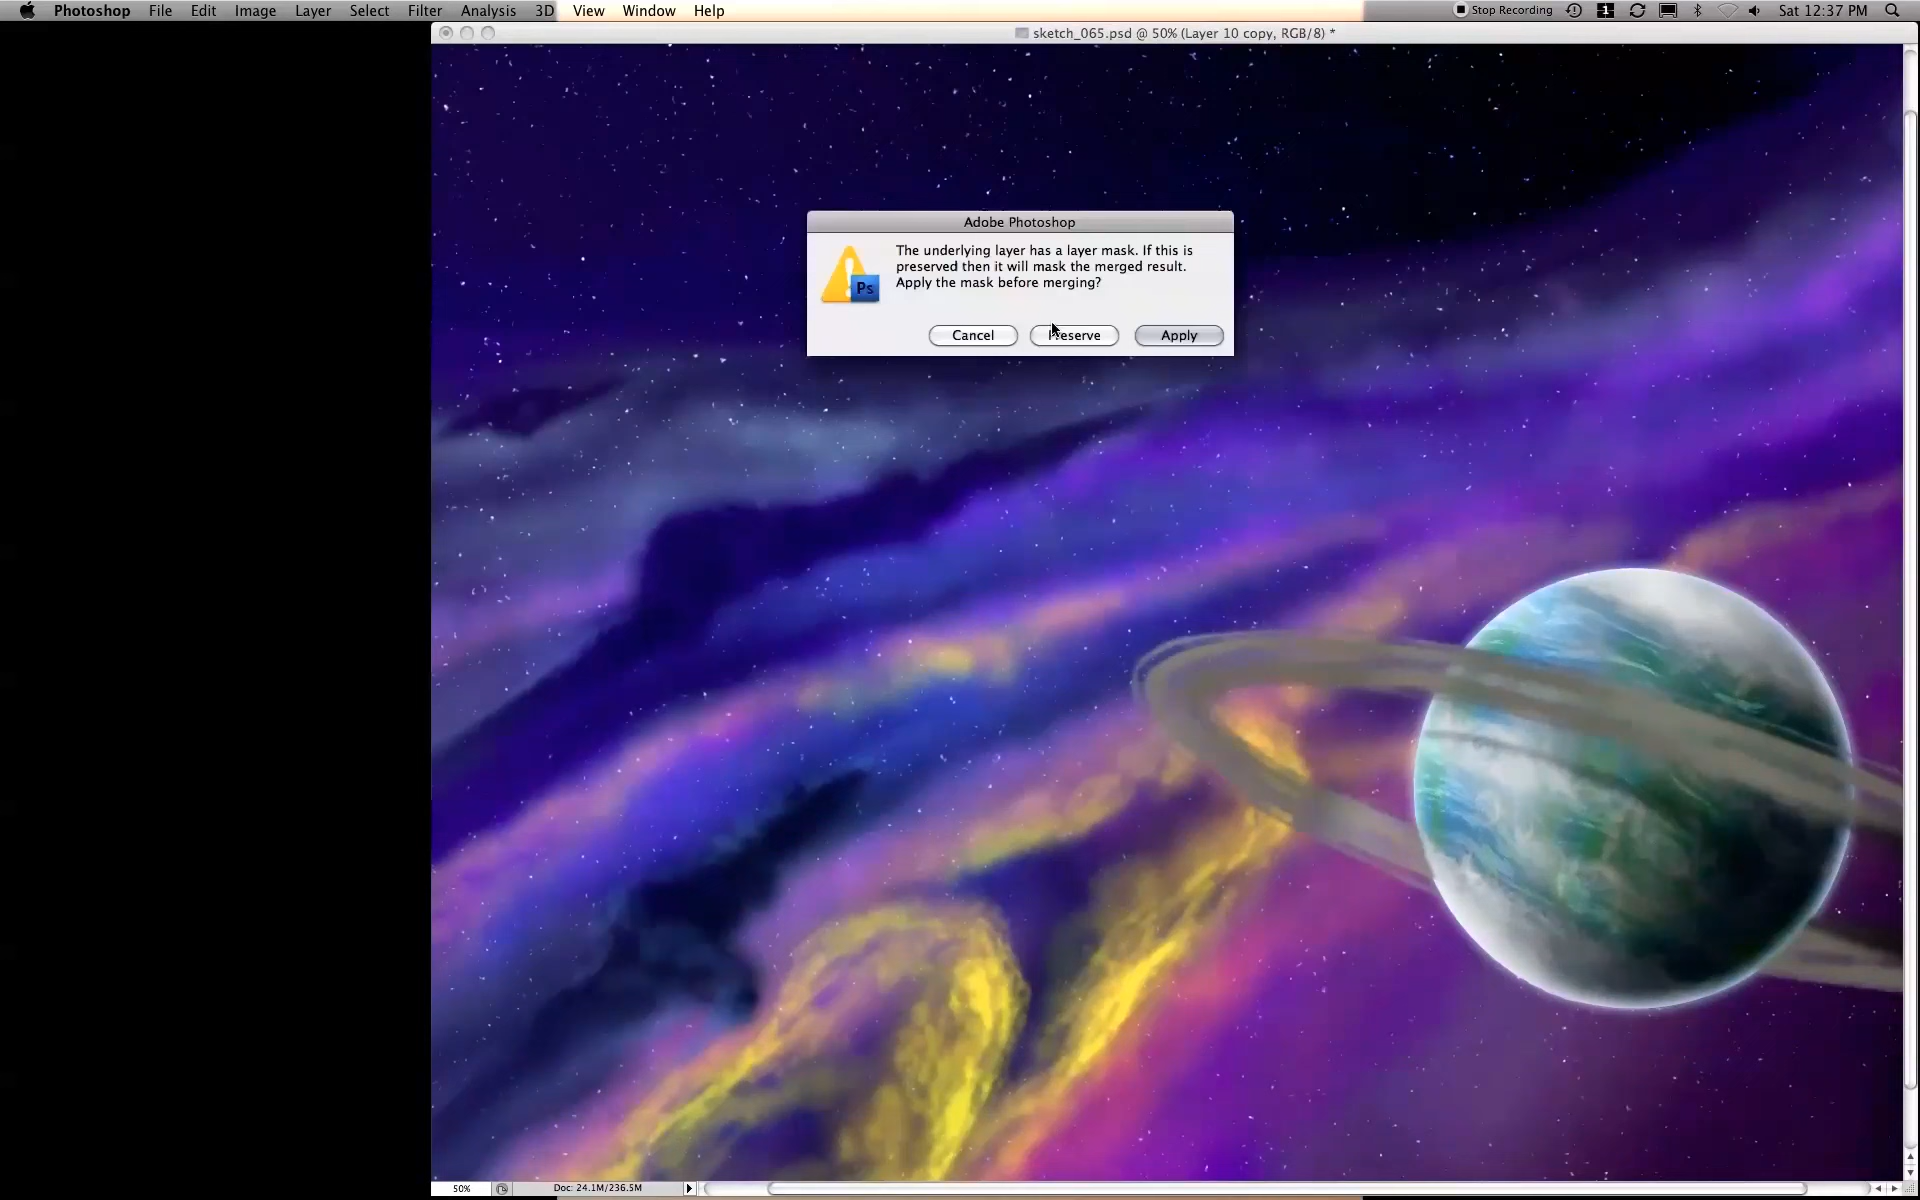 Photoshop File Edit Image Layer Select Filter Analysis 3D View Window Help Stop Recording 1 Sat 12:37 PM
sketch_065.psd @ 50% (Layer 10 copy, RGB/8) *
Adobe Photoshop
The underlying layer has a layer mask. If this is
preserved then it will mask the merged result.
Apply the mask before merging?
Ps
Cancel Preserve Apply
50% Doc: 24.1M/236.5M